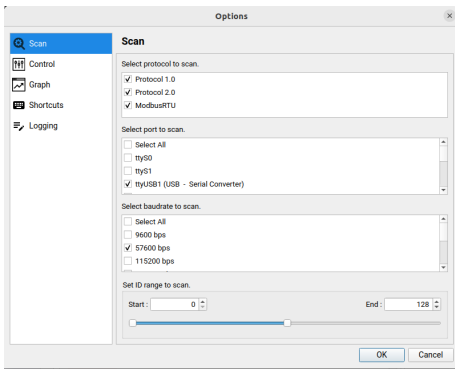 Options
Scan
Control
Graph
Shortcuts
Logging
Scan
Select protocol to scan.
Protocol 1.0
Protocol 2.0
ModbusRTU
Select port to scan.
Select All
ttyS0
ttyS1
ttyUSB1 (USB - Serial Converter)
Select baudrate to scan.
Select All
9600 bps
57600 bps
115200 bps
Set ID range to scan.
Start : 0 End : 128
OK Cancel